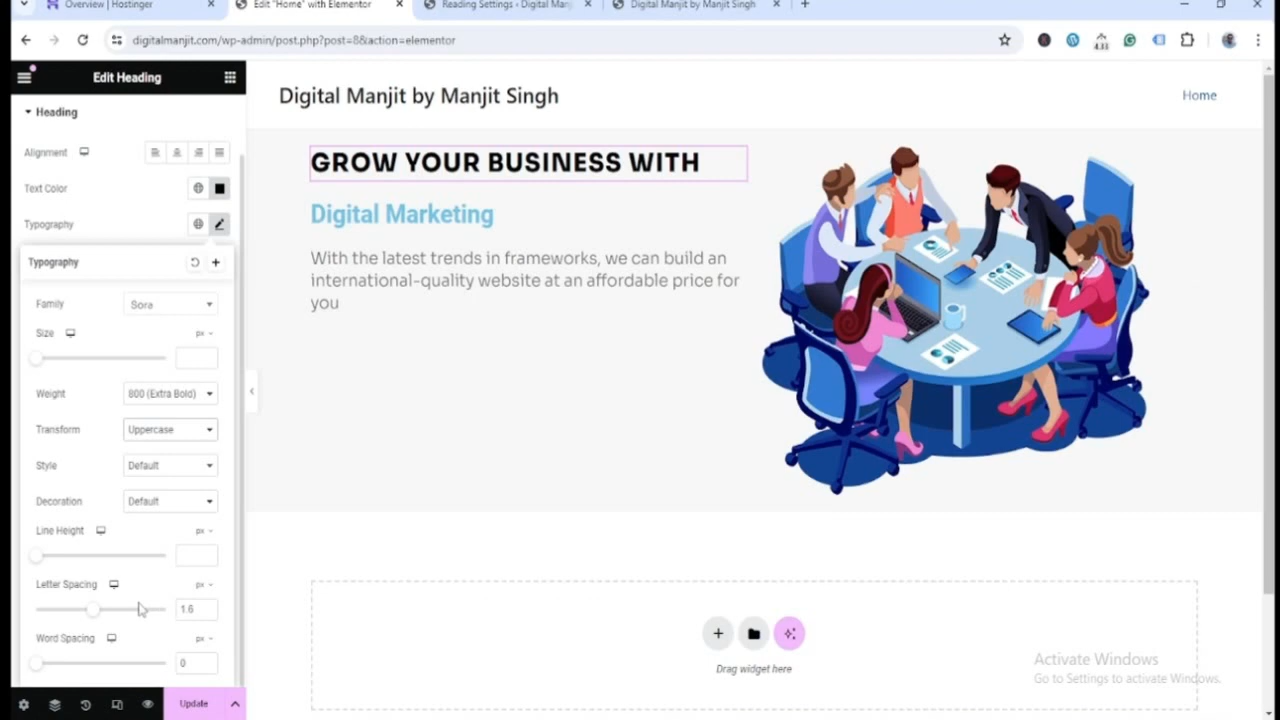 Overview | Hostinger
Edit "Home" with Elementor
Reading Settings ‹ Digital Manj
Digital Manjit by Manjit Singh
digitalmanjit.com/wp-admin/post.php?post=8&action=elementor
4.33
Edit Heading
Heading
Alignment
Text Color
Typography
Typography
Family
Sora
Size
px
Weight
800 (Extra Bold)
Transform
Uppercase
Style
Default
Decoration
Default
Line Height
px
Letter Spacing
px
1.6
Word Spacing
px
0
Update
Digital Manjit by Manjit Singh
Home
GROW YOUR BUSINESS WITH
Digital Marketing
With the latest trends in frameworks, we can build an
international-quality website at an affordable price for
you
Drag widget here
Activate Windows
Go to Settings to activate Windows.